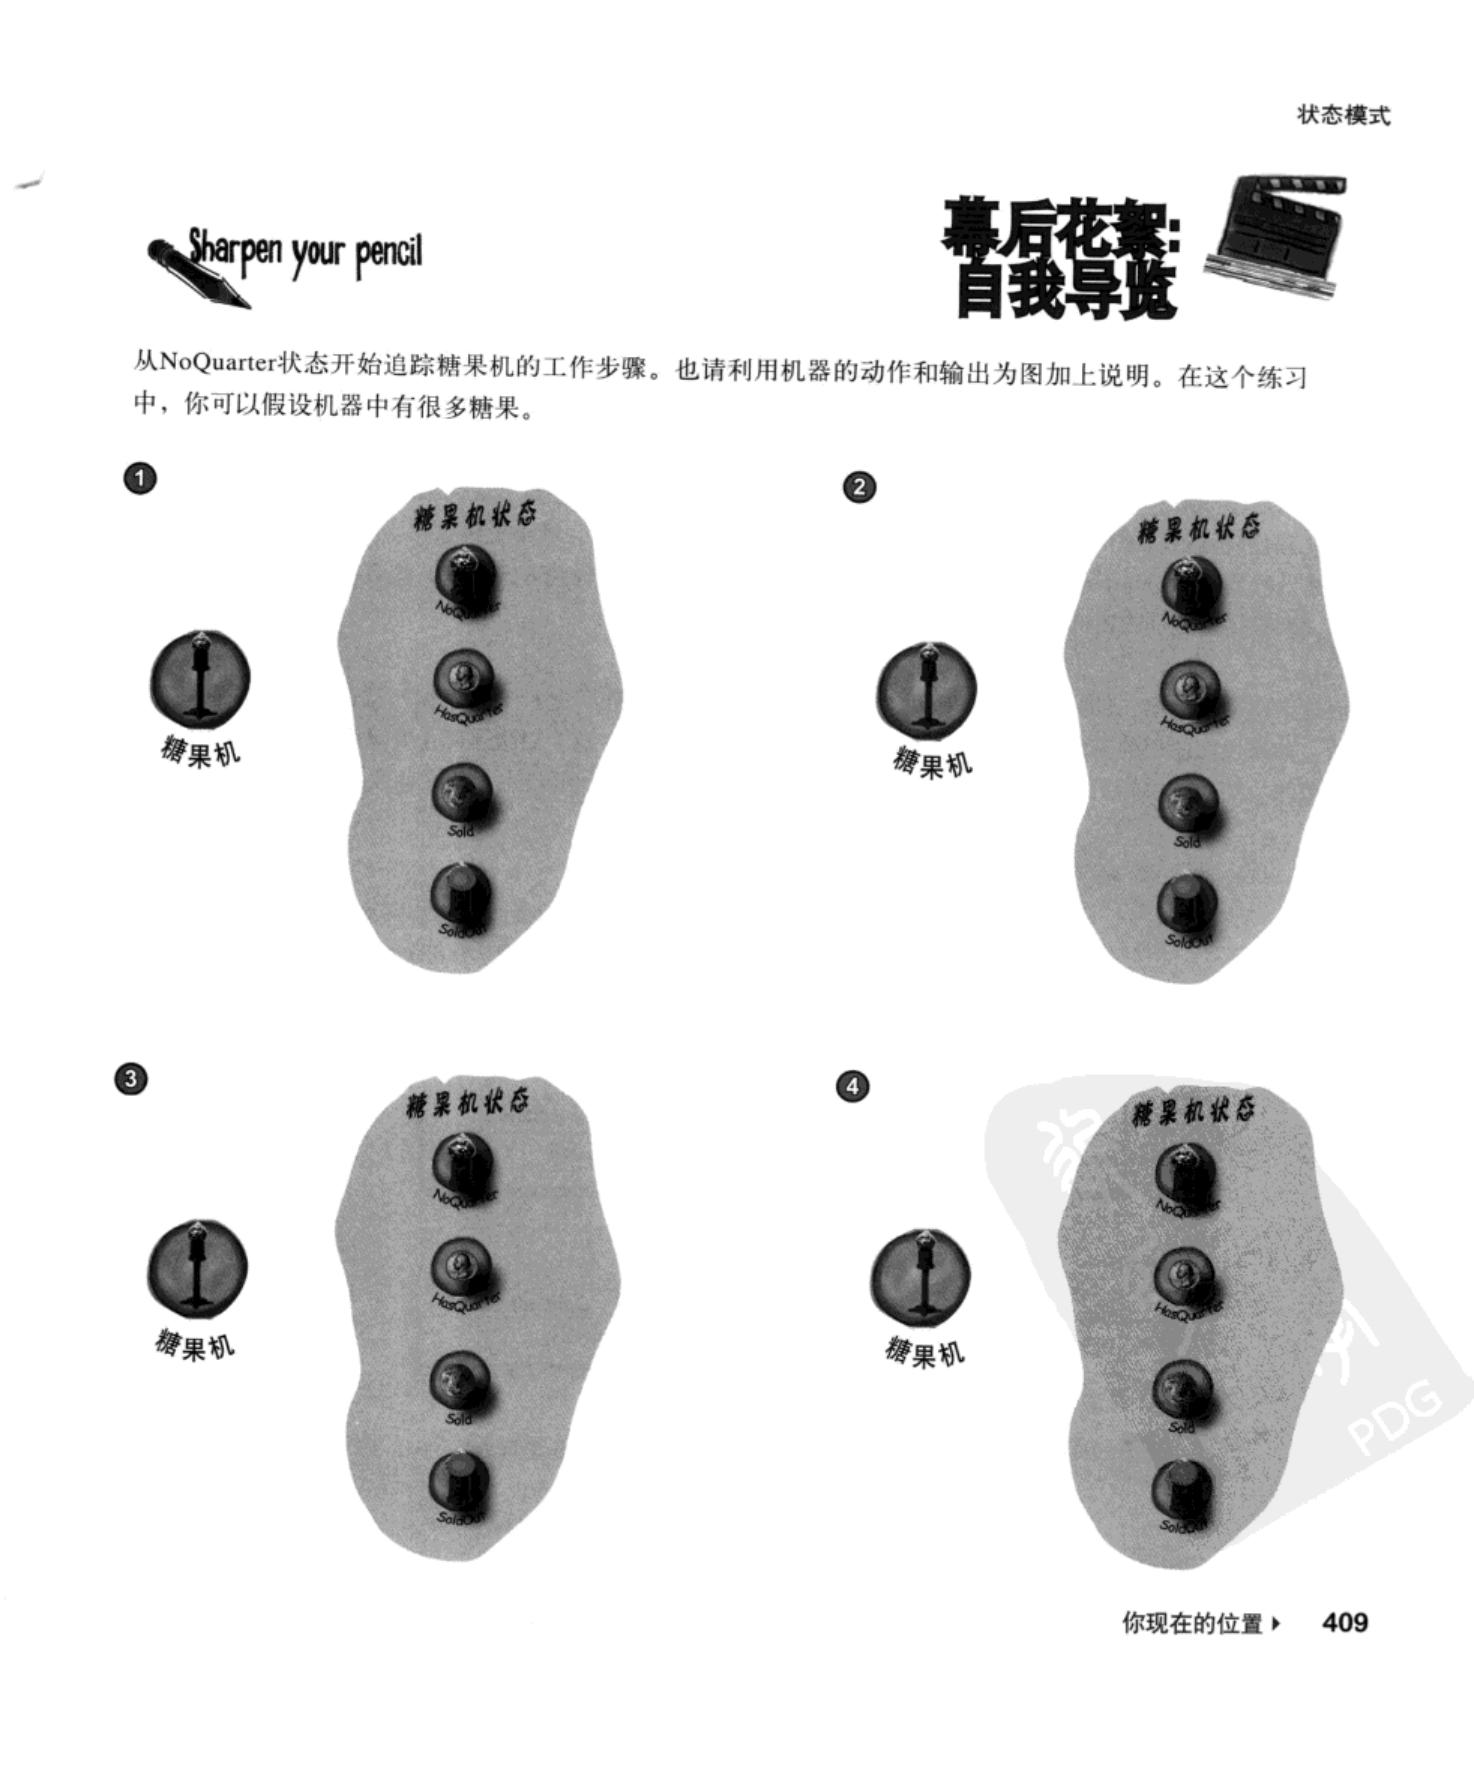 状态模式
Sharpen your pencil
幕后花絮:
自我导览
从NoQuarter状态开始追踪糖果机的工作步骤。也请利用机器的动作和输出为图加上说明。在这个练习
中，你可以假设机器中有很多糖果。
1
糖果机状态
NoQuarter
HasQuarter
Sold
SoldOut
糖果机
2
糖果机状态
NoQuarter
HasQuarter
Sold
SoldOut
糖果机
3
糖果机状态
NoQuarter
HasQuarter
Sold
SoldOut
糖果机
4
糖果机状态
NoQuarter
HasQuarter
Sold
SoldOut
糖果机
PDG
你现在的位置 409